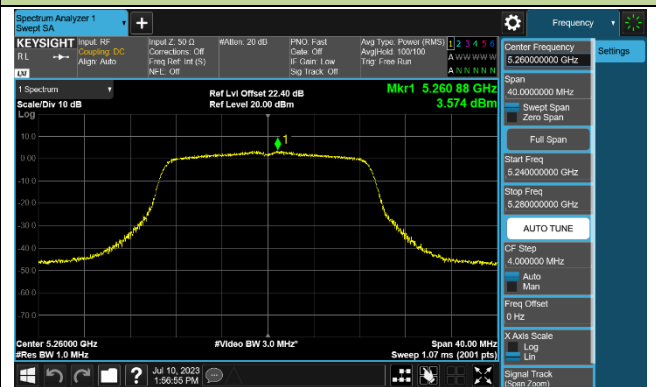 Spectrum Analyzer 1
Swept SA
+
Frequency
KEYSIGHT
RL
LXI
Input: RF
Coupling: DC
Align: Auto
Input Z: 50 Ω
Corrections: Off
Freq Ref: Int (S)
NFE: Off
#Atten: 20 dB
PNO: Fast
Gate: Off
IF Gain: Low
Sig Track: Off
Avg Type: Power (RMS)
Avg|Hold: 100/100
Trig: Free Run
1 2 3 4 5 6
A W W W W W
A N N N N N
1 Spectrum
Scale/Div 10 dB
Log
Ref Lvl Offset 22.40 dB
Ref Level 20.00 dBm
Mkr1 5.260 88 GHz
3.574 dBm
1
10.0
0.00
-10.0
-20.0
-30.0
-40.0
-50.0
-60.0
-70.0
Center 5.26000 GHz
#Res BW 1.0 MHz
#Video BW 3.0 MHz*
Span 40.00 MHz
Sweep 1.07 ms (2001 pts)
Center Frequency
5.260000000 GHz
Settings
Span
40.0000000 MHz
Swept Span
Zero Span
Full Span
Start Freq
5.240000000 GHz
Stop Freq
5.280000000 GHz
AUTO TUNE
CF Step
4.000000 MHz
Auto
Man
Freq Offset
0 Hz
X Axis Scale
Log
Lin
Signal Track
(Span Zoom)
?
Jul 10, 2023
1:56:55 PM